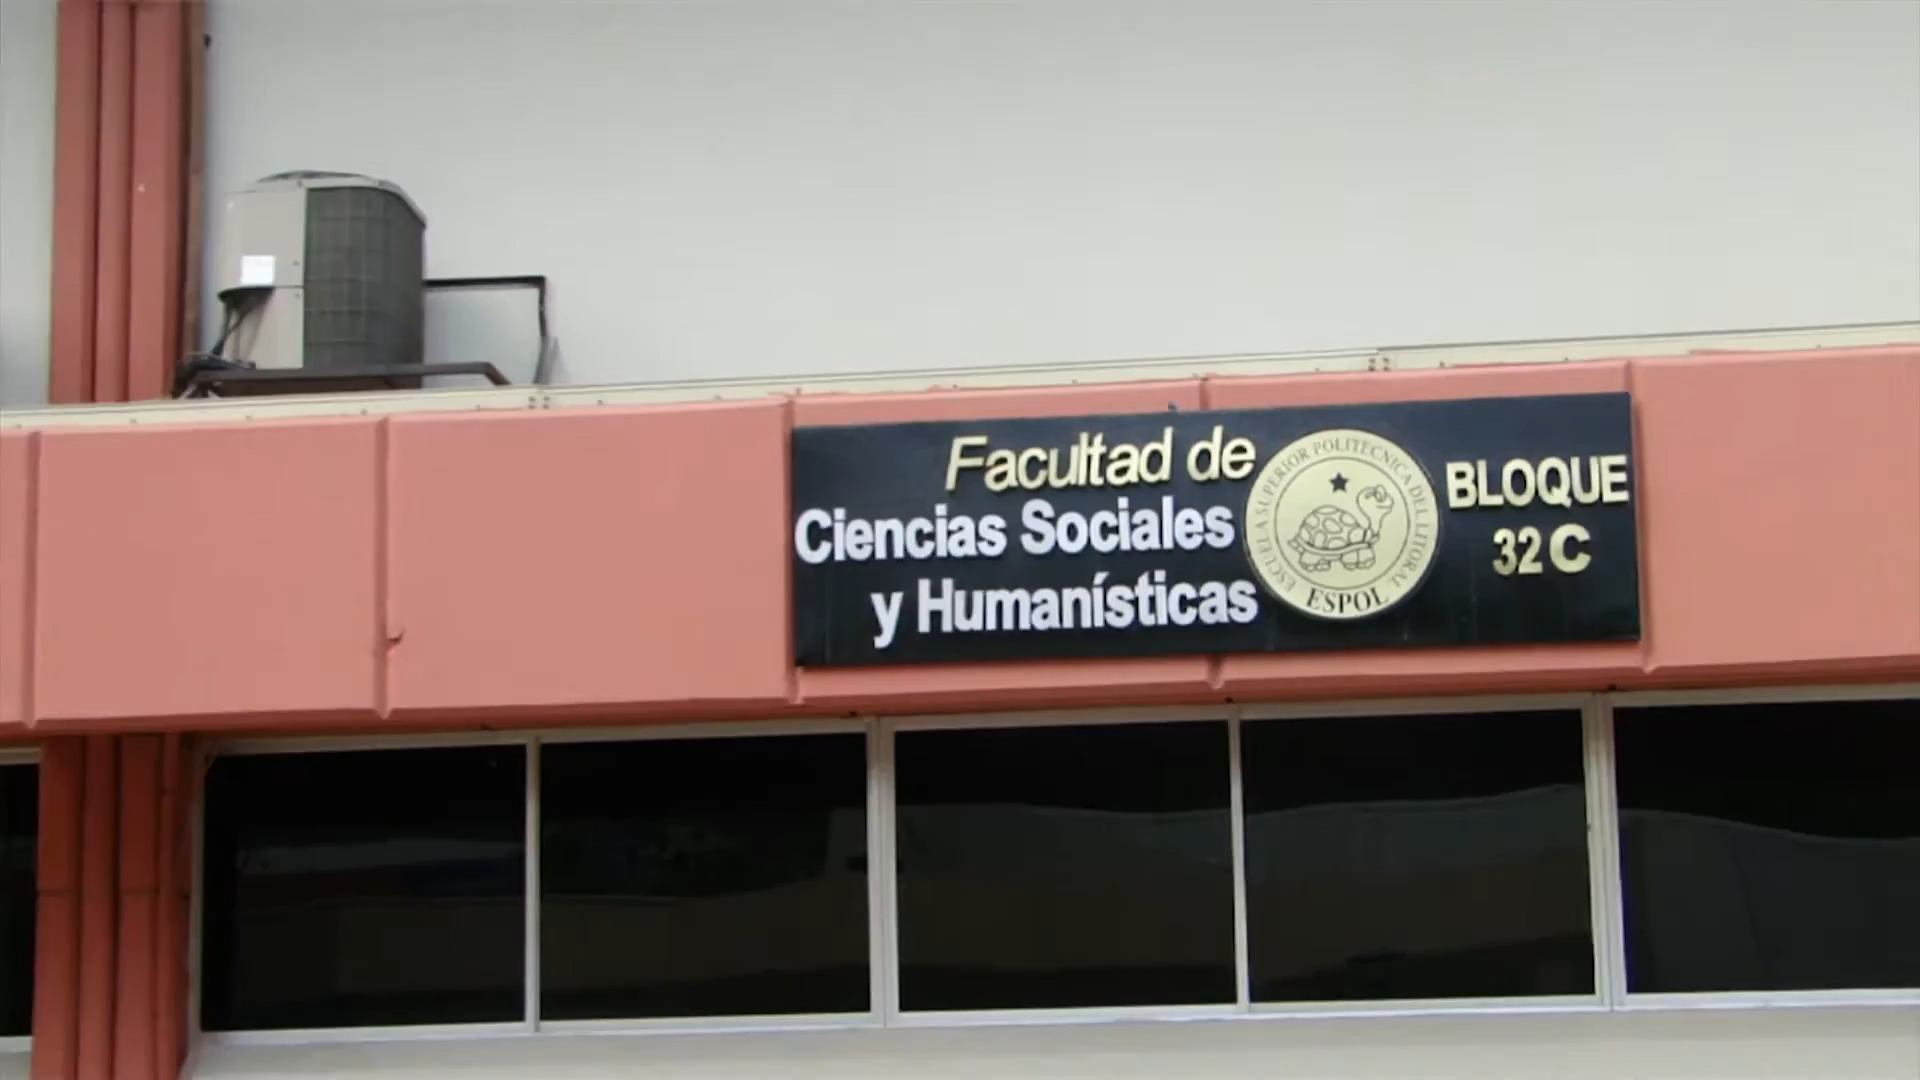 Facultad de
Ciencias Sociales
y Humanísticas
ESCUELA SUPERIOR POLITECNICA DEL LITORAL
ESPOL
BLOQUE
32 C